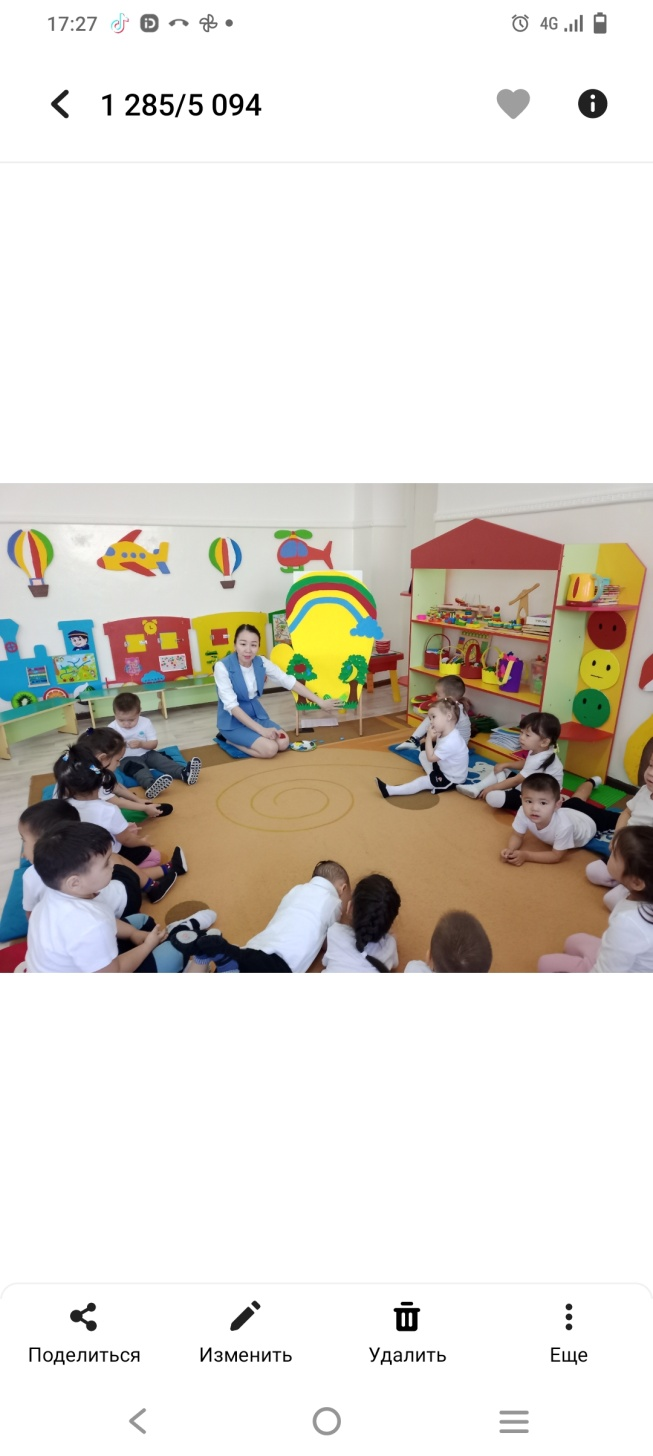 17:27
4G
1 285/5 094
Поделиться
Изменить
Удалить
Еще